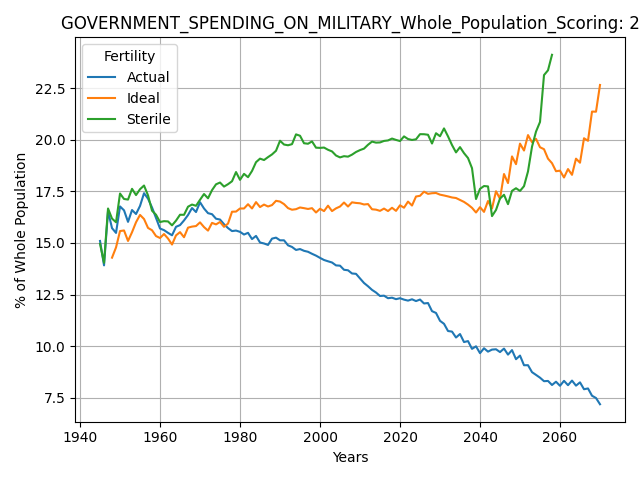 GOVERNMENT_SPENDING_ON_MILITARY_Whole_Population_Scoring: 2
Fertility
Actual
Ideal
Sterile
% of Whole Population
22.5
20.0
17.5
15.0
12.5
10.0
7.5
1940 1960 1980 2000 2020 2040 2060
Years